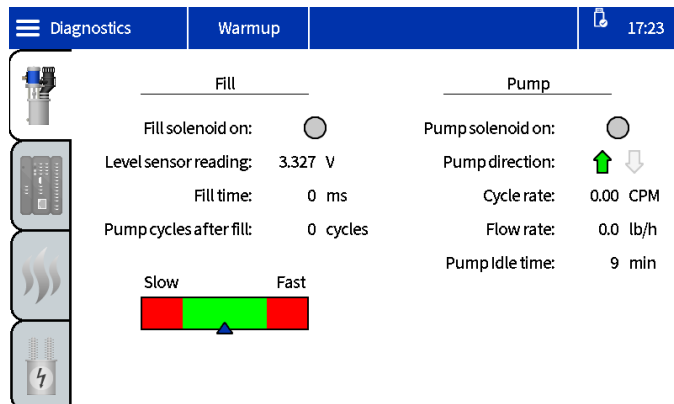 Diagnostics Warmup 17:23
Fill
Fill solenoid on:
Level sensor reading: 3.327 V
Fill time: 0 ms
Pump cycles after fill: 0 cycles
Slow Fast
Pump
Pump solenoid on:
Pump direction:
Cycle rate: 0.00 CPM
Flow rate: 0.0 lb/h
Pump Idle time: 9 min